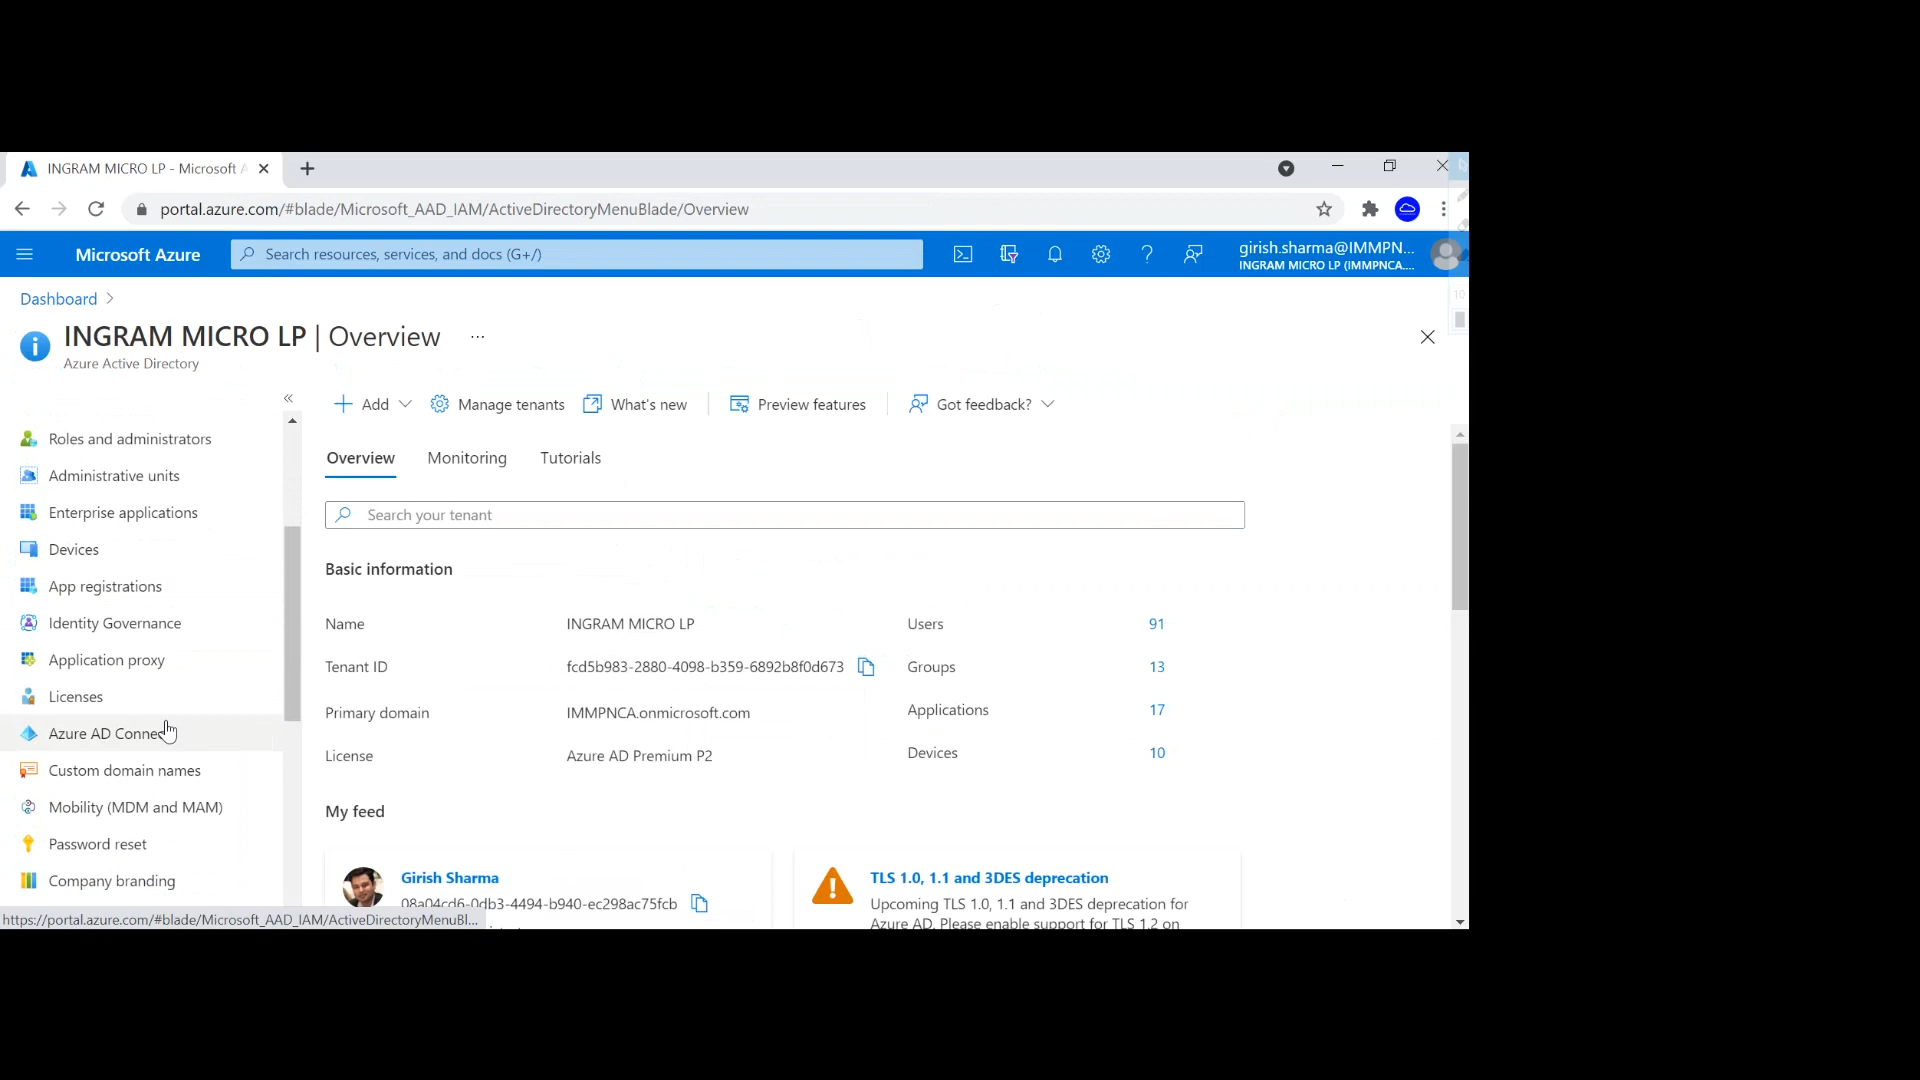 INGRAM MICRO LP - Microsoft A
portal.azure.com/#blade/Microsoft_AAD_IAM/ActiveDirectoryMenuBlade/Overview
Microsoft Azure
Search resources, services, and docs (G+/)
girish.sharma@IMMPN...
INGRAM MICRO LP (IMMPNCA....
Dashboard
INGRAM MICRO LP | Overview ...
Azure Active Directory
Add
Manage tenants
What's new
Preview features
Got feedback?
Roles and administrators
Administrative units
Enterprise applications
Devices
App registrations
Identity Governance
Application proxy
Licenses
Azure AD Connect
Custom domain names
Mobility (MDM and MAM)
Password reset
Company branding
Overview Monitoring Tutorials
Search your tenant
Basic information
Name INGRAM MICRO LP Users 91
Tenant ID fcd5b983-2880-4098-b359-6892b8f0d673 Groups 13
Primary domain IMMPNCA.onmicrosoft.com Applications 17
License Azure AD Premium P2 Devices 10
My feed
Girish Sharma
08a04cd6-0db3-4494-b940-ec298ac75fcb
TLS 1.0, 1.1 and 3DES deprecation
Upcoming TLS 1.0, 1.1 and 3DES deprecation for
Azure AD. Please enable support for TLS 1.2 on
https://portal.azure.com/#blade/Microsoft_AAD_IAM/ActiveDirectoryMenuBl...
10